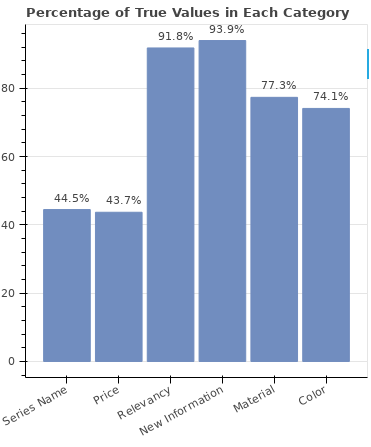 Percentage of True Values in Each Category
93.9%
91.8%
80
77.3%
74.1%
60
44.5%
43.7%
40
20
0
Series Name
Price
Relevancy
New Information
Material
Color